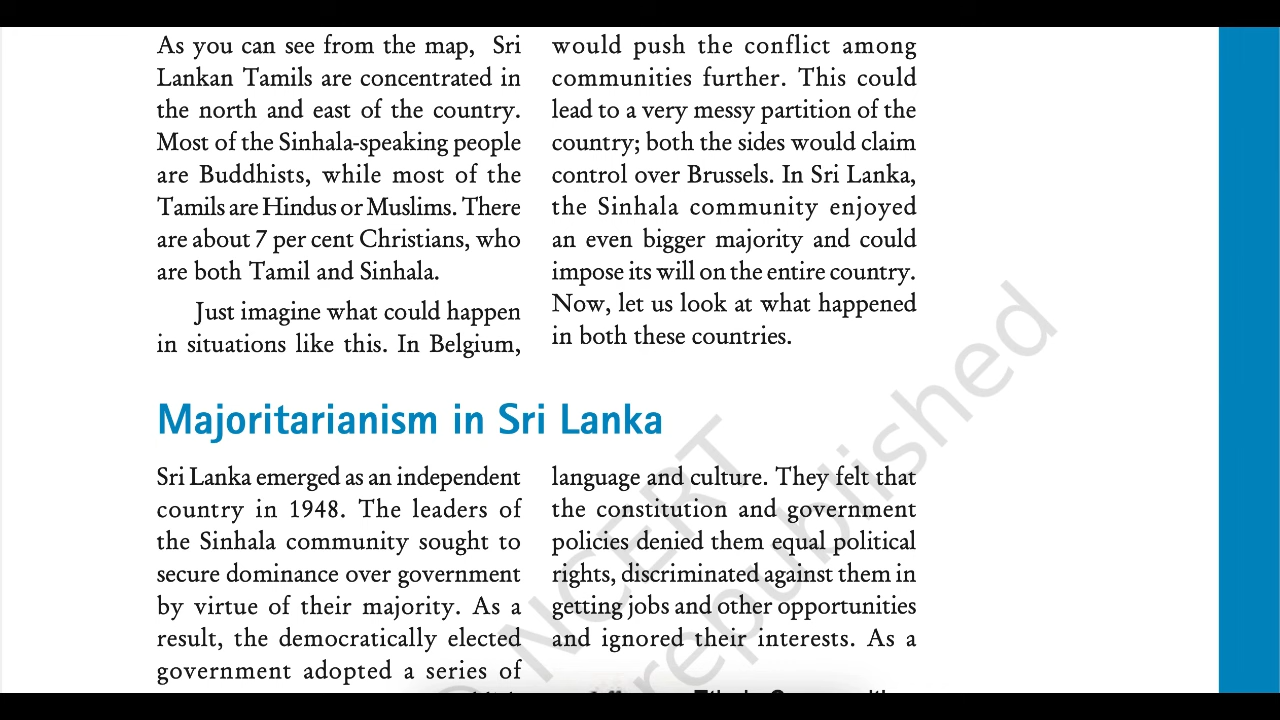 As you can see from the map, Sri
Lankan Tamils are concentrated in
the north and east of the country.
Most of the Sinhala-speaking people
are Buddhists, while most of the
Tamils are Hindus or Muslims. There
are about 7 per cent Christians, who
are both Tamil and Sinhala.
Just imagine what could happen
in situations like this. In Belgium,
would push the conflict among
communities further. This could
lead to a very messy partition of the
country; both the sides would claim
control over Brussels. In Sri Lanka,
the Sinhala community enjoyed
an even bigger majority and could
impose its will on the entire country.
Now, let us look at what happened
in both these countries.
Majoritarianism in Sri Lanka
Sri Lanka emerged as an independent
country in 1948. The leaders of
the Sinhala community sought to
secure dominance over government
by virtue of their majority. As a
result, the democratically elected
government adopted a series of
language and culture. They felt that
the constitution and government
policies denied them equal political
rights, discriminated against them in
getting jobs and other opportunities
and ignored their interests. As a
NCERT
republished